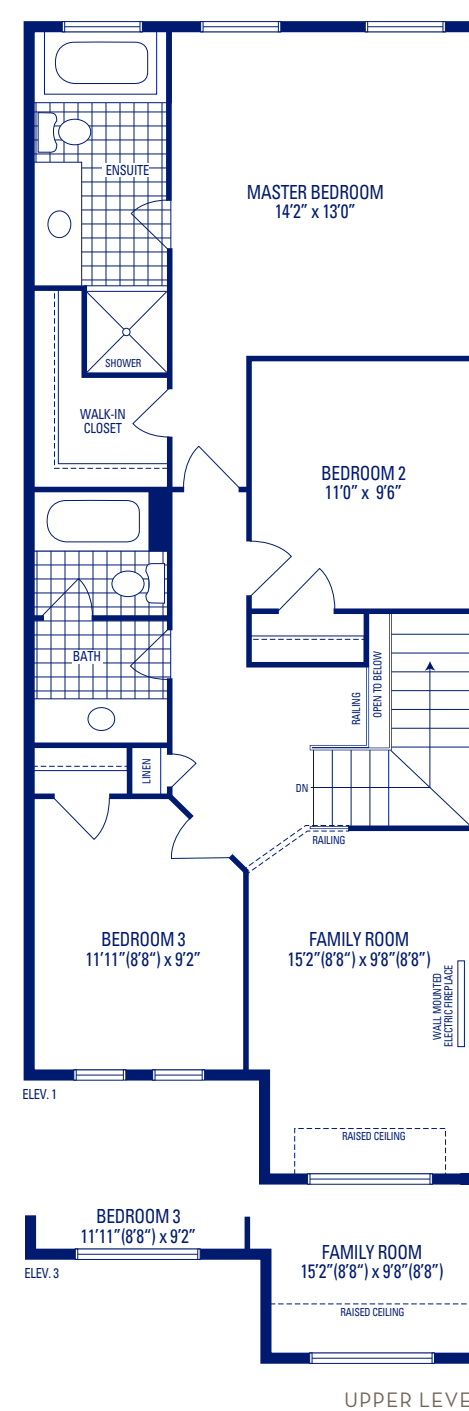 ENSUITE
MASTER BEDROOM
14'2" x 13'0"
SHOWER
WALK-IN
CLOSET
BEDROOM 2
11'0" x 9'6"
BATH
RAILING
OPEN TO BELOW
LINEN
DN
RAILING
BEDROOM 3
11'11"(8'8") x 9'2"
FAMILY ROOM
15'2"(8'8") x 9'8"(8'8")
WALL MOUNTED
ELECTRIC FIREPLACE
ELEV. 1
RAISED CEILING
BEDROOM 3
11'11"(8'8") x 9'2"
ELEV. 3
FAMILY ROOM
15'2"(8'8") x 9'8"(8'8")
RAISED CEILING
UPPER LEVE